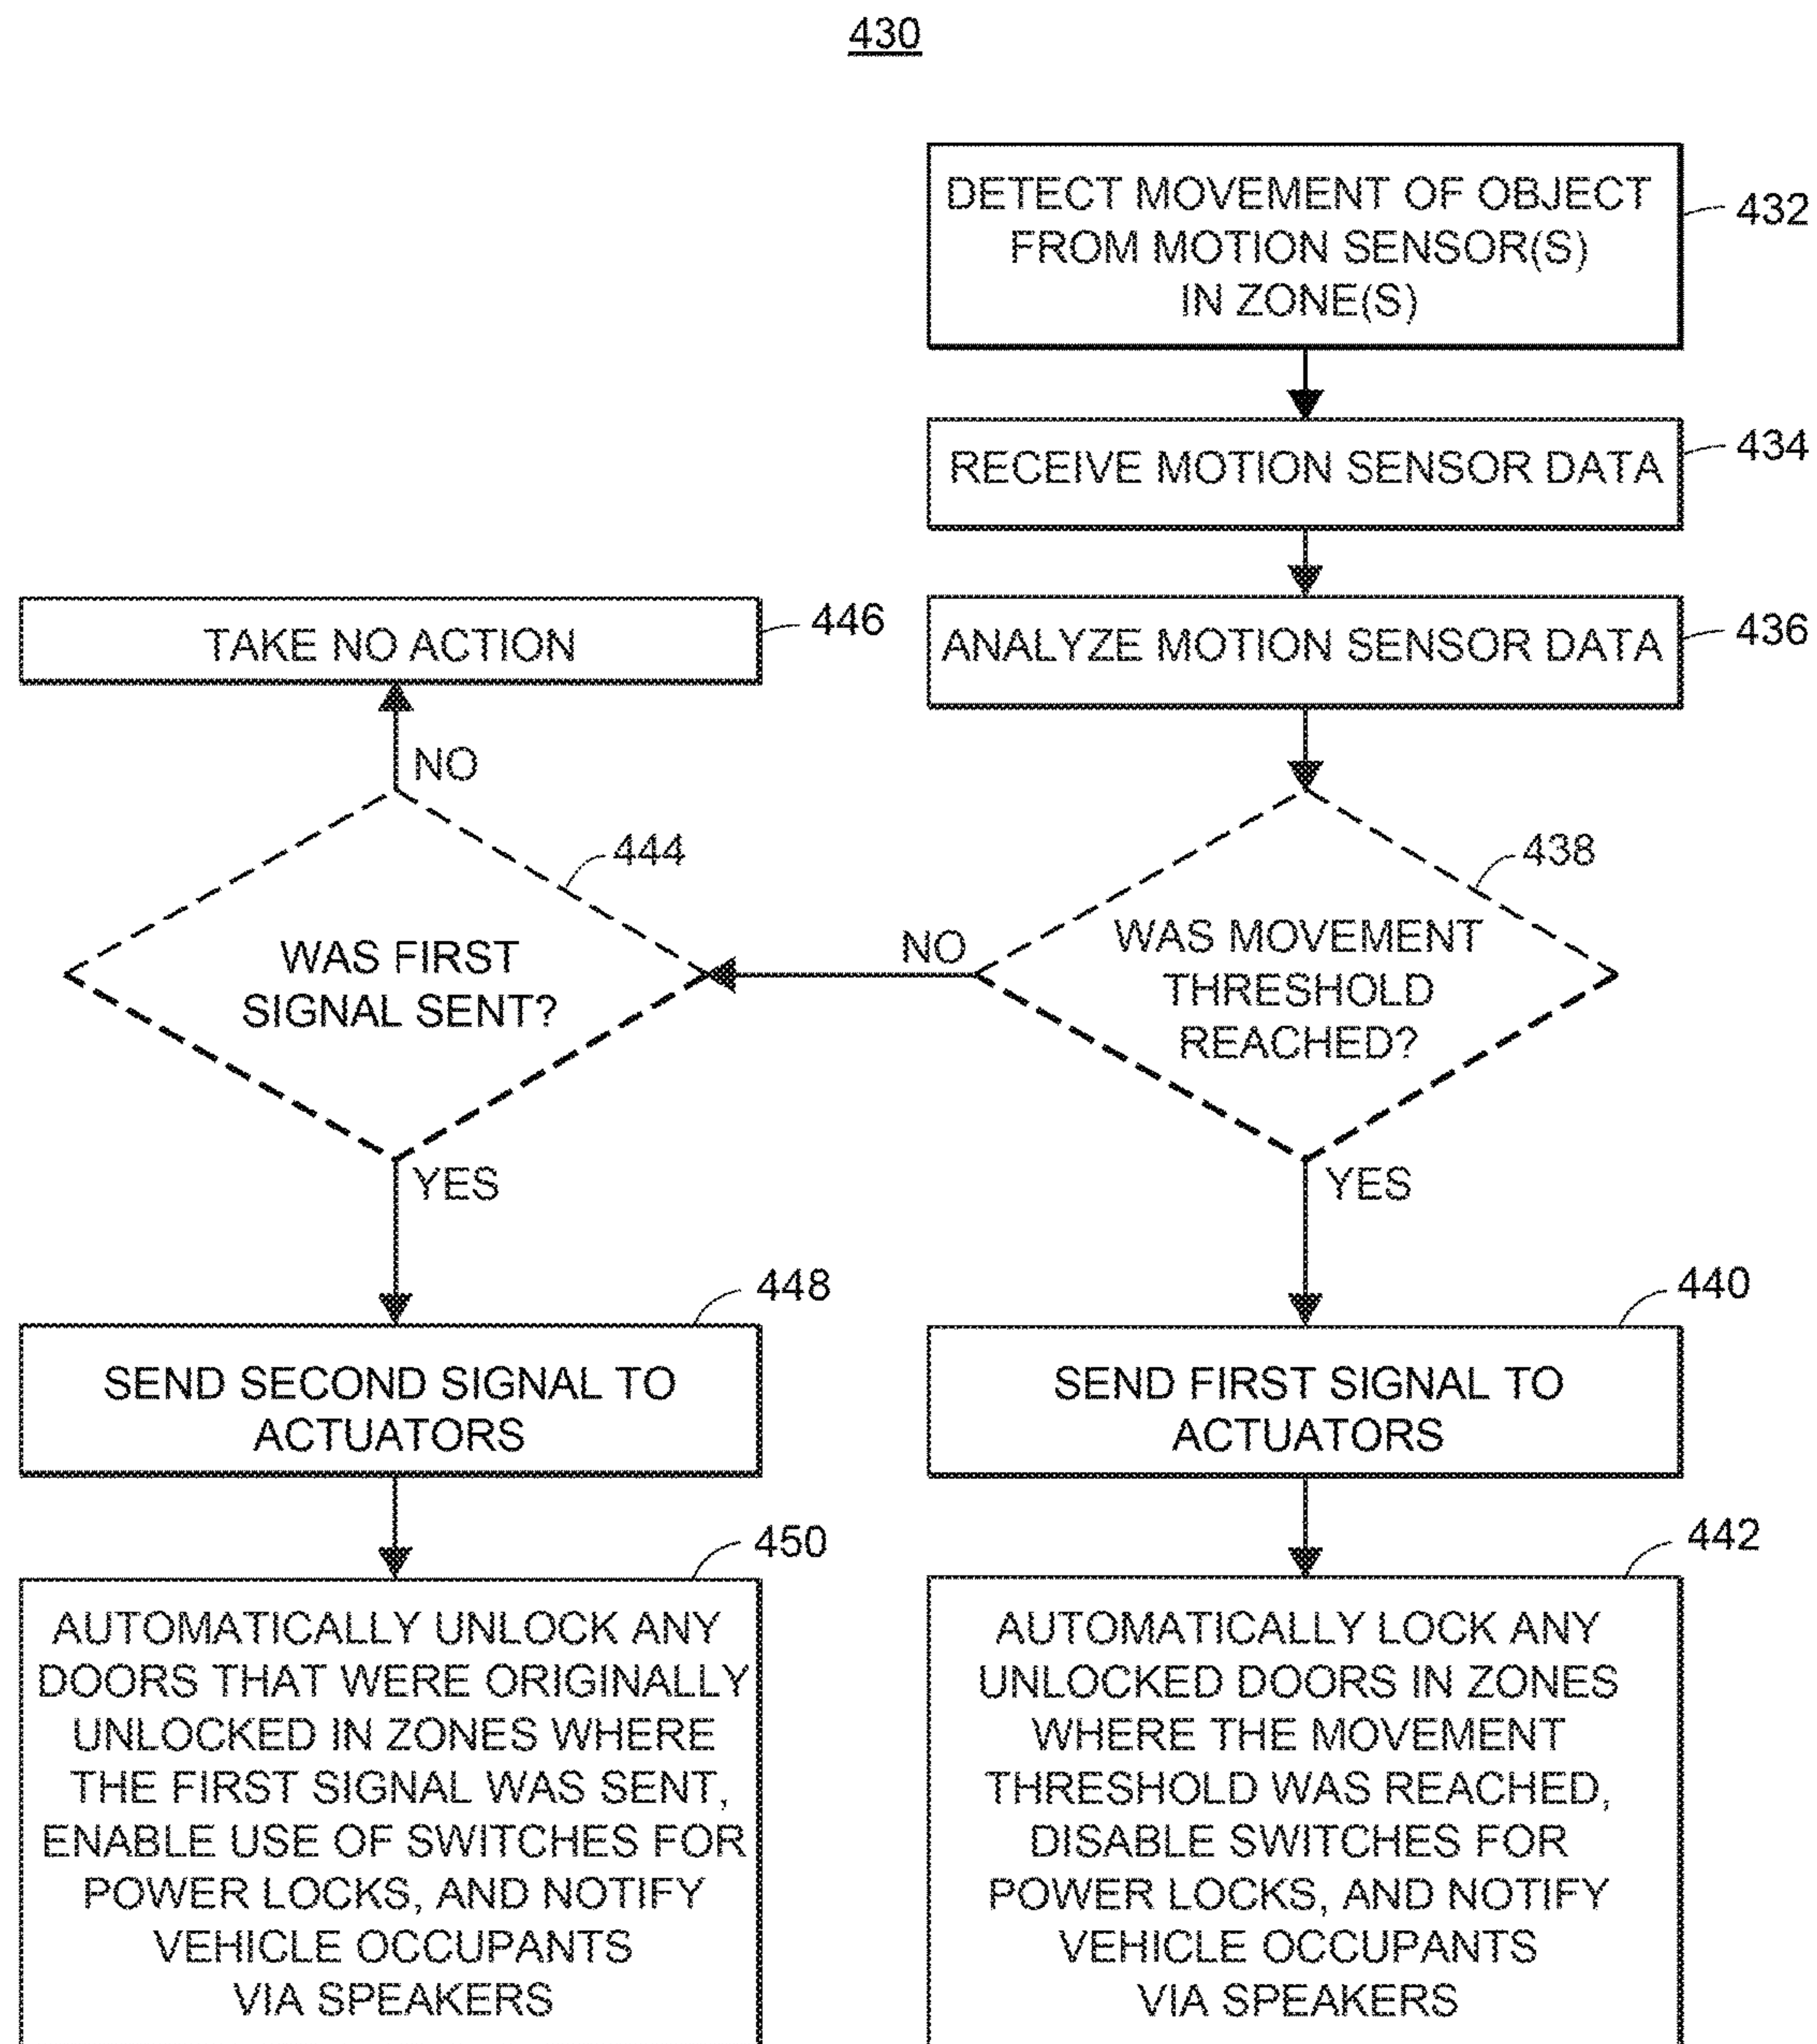 430
DETECT MOVEMENT OF OBJECT
FROM MOTION SENSOR(S)
IN ZONE(S)
432
RECEIVE MOTION SENSOR DATA
434
ANALYZE MOTION SENSOR DATA
436
TAKE NO ACTION
446
NO
444
WAS FIRST
SIGNAL SENT?
NO
438
WAS MOVEMENT
THRESHOLD
REACHED?
YES
YES
448
SEND SECOND SIGNAL TO
ACTUATORS
440
SEND FIRST SIGNAL TO
ACTUATORS
450
AUTOMATICALLY UNLOCK ANY
DOORS THAT WERE ORIGINALLY
UNLOCKED IN ZONES WHERE
THE FIRST SIGNAL WAS SENT,
ENABLE USE OF SWITCHES FOR
POWER LOCKS, AND NOTIFY
VEHICLE OCCUPANTS
VIA SPEAKERS
442
AUTOMATICALLY LOCK ANY
UNLOCKED DOORS IN ZONES
WHERE THE MOVEMENT
THRESHOLD WAS REACHED,
DISABLE SWITCHES FOR
POWER LOCKS, AND NOTIFY
VEHICLE OCCUPANTS
VIA SPEAKERS